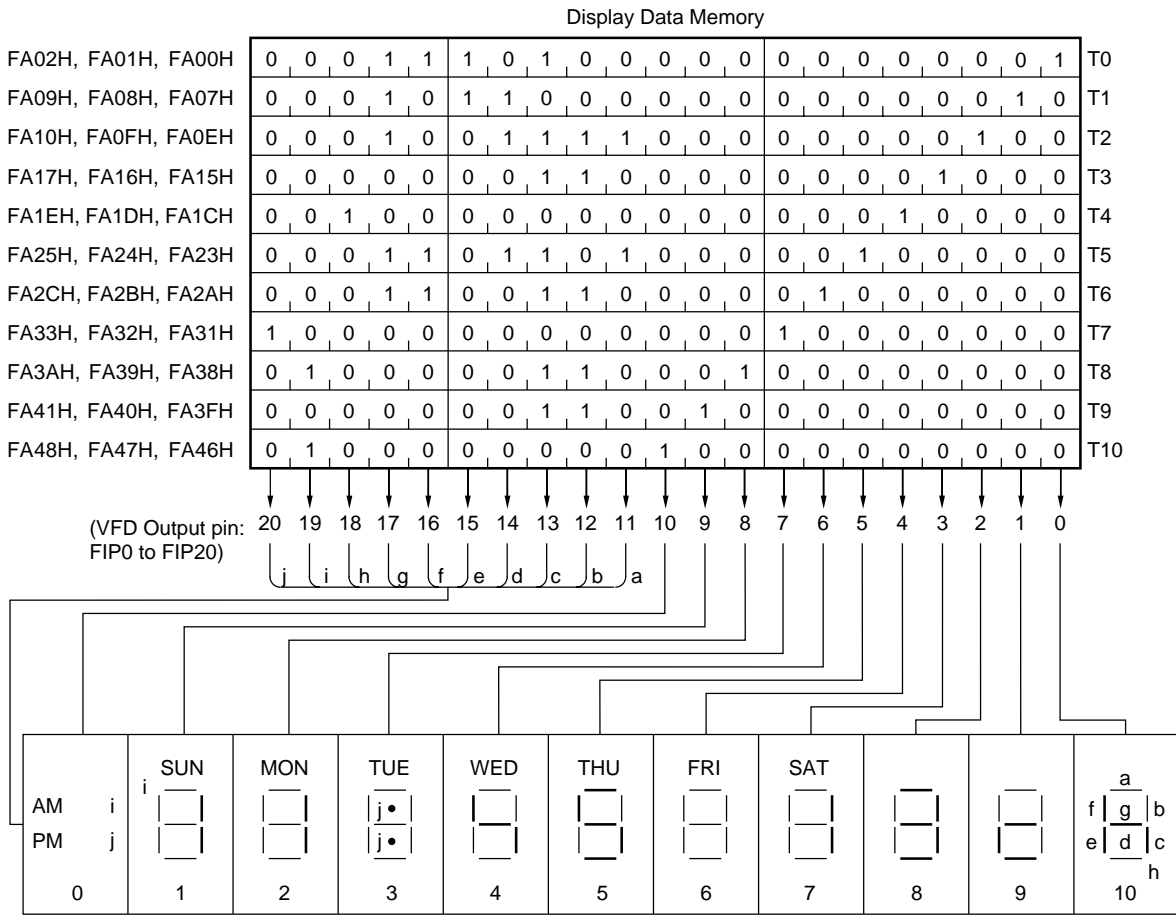 Display Data Memory
FA02H, FA01H, FA00H 0 0 0 1 1 1 0 1 0 0 0 0 0 0 0 0 0 0 0 0 1 T0
FA09H, FA08H, FA07H 0 0 0 1 0 1 1 0 0 0 0 0 0 0 0 0 0 0 0 1 0 T1
FA10H, FA0FH, FA0EH 0 0 0 1 0 0 1 1 1 1 0 0 0 0 0 0 0 0 1 0 0 T2
FA17H, FA16H, FA15H 0 0 0 0 0 0 0 1 1 0 0 0 0 0 0 0 0 1 0 0 0 T3
FA1EH, FA1DH, FA1CH 0 0 1 0 0 0 0 0 0 0 0 0 0 0 0 0 1 0 0 0 0 T4
FA25H, FA24H, FA23H 0 0 0 1 1 0 1 1 0 1 0 0 0 0 0 1 0 0 0 0 0 T5
FA2CH, FA2BH, FA2AH 0 0 0 1 1 0 0 1 1 0 0 0 0 0 1 0 0 0 0 0 0 T6
FA33H, FA32H, FA31H 1 0 0 0 0 0 0 0 0 0 0 0 0 1 0 0 0 0 0 0 0 T7
FA3AH, FA39H, FA38H 0 1 0 0 0 0 0 1 1 0 0 0 1 0 0 0 0 0 0 0 0 T8
FA41H, FA40H, FA3FH 0 0 0 0 0 0 0 1 1 0 0 1 0 0 0 0 0 0 0 0 0 T9
FA48H, FA47H, FA46H 0 1 0 0 0 0 0 0 0 0 1 0 0 0 0 0 0 0 0 0 0 T10
(VFD Output pin: 20 19 18 17 16 15 14 13 12 11 10 9 8 7 6 5 4 3 2 1 0
FIP0 to FIP20)
j i h g f e d c b a
SUN MON TUE WED THU FRI SAT
i
a
AM i j f g b
PM j j e d c
h
0 1 2 3 4 5 6 7 8 9 10